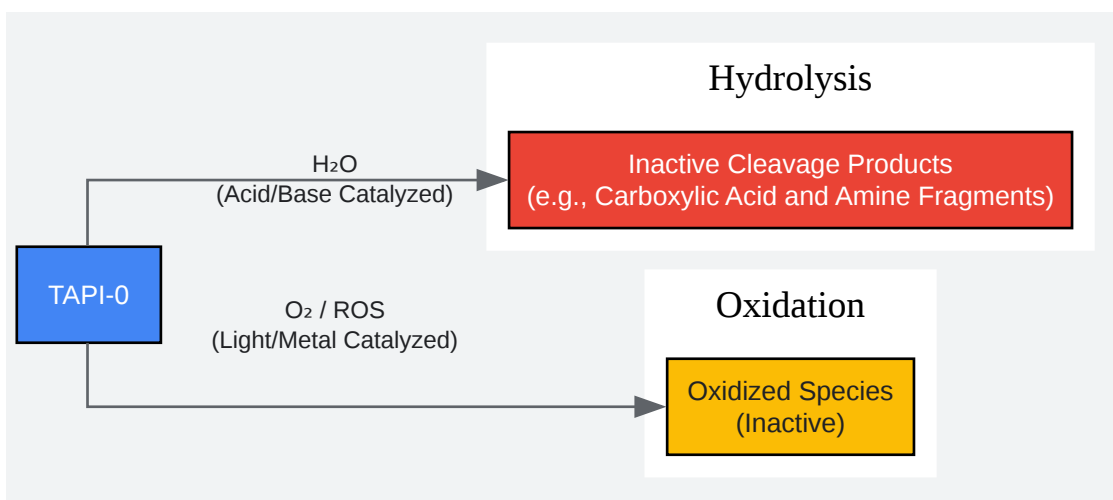 Hydrolysis
H₂O
(Acid/Base Catalyzed)
Inactive Cleavage Products
(e.g., Carboxylic Acid and Amine Fragments)
TAPI-0
O₂ / ROS
(Light/Metal Catalyzed)
Oxidation
Oxidized Species
(Inactive)